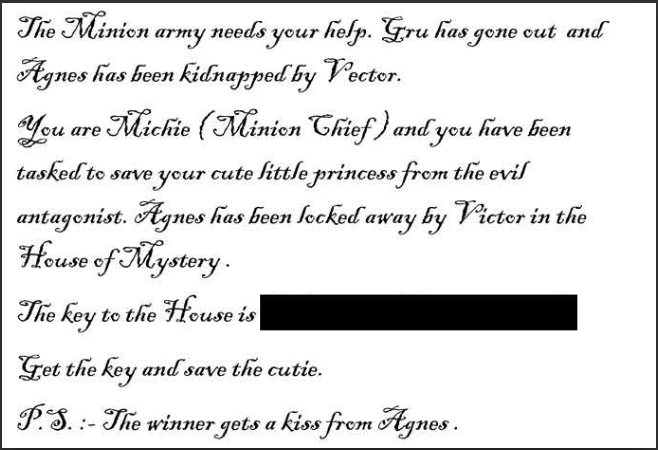 The Minion army needs your help. Gru has gone out and
Agnes has been kidnapped by Vector.
You are Michie (Minion Chief) and you have been
tasked to save your cute little princess from the evil
antagonist. Agnes has been locked away by Victor in the
House of Mystery .
The key to the House is
Get the key and save the cutie.
P.S. :- The winner gets a kiss from Agnes .